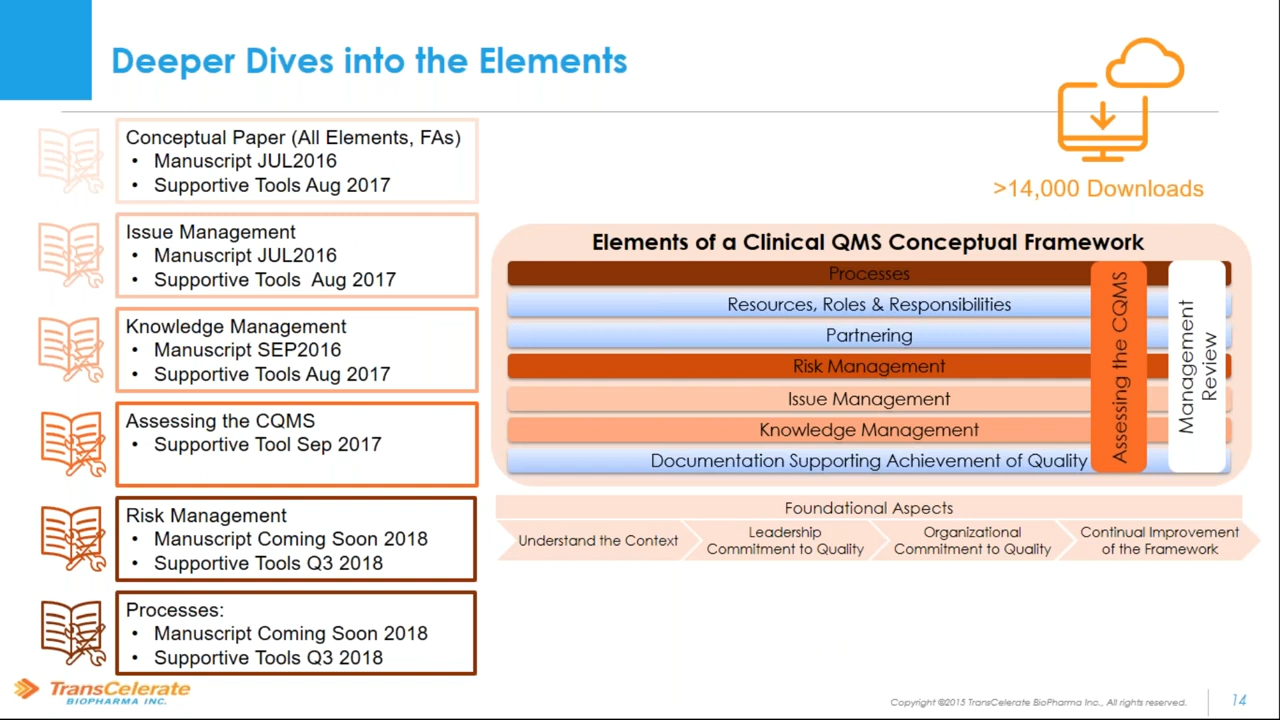 Deeper Dives into the Elements
Conceptual Paper (All Elements, FAs)
• Manuscript JUL2016
• Supportive Tools Aug 2017
Issue Management
• Manuscript JUL2016
• Supportive Tools Aug 2017
Knowledge Management
• Manuscript SEP2016
• Supportive Tools Aug 2017
Assessing the CQMS
• Supportive Tool Sep 2017
Risk Management
• Manuscript Coming Soon 2018
• Supportive Tools Q3 2018
Processes:
• Manuscript Coming Soon 2018
• Supportive Tools Q3 2018
>14,000 Downloads
Elements of a Clinical QMS Conceptual Framework
Processes
Resources, Roles & Responsibilities
Partnering
Risk Management
Issue Management
Knowledge Management
Documentation Supporting Achievement of Quality
Assessing the CQMS
Management
Review
Foundational Aspects
Understand the Context
Leadership
Commitment to Quality
Organizational
Commitment to Quality
Continual Improvement
of the Framework
TransCelerate
BIOPHARMA INC.
Copyright ©2015 TransCelerate BioPharma Inc., All rights reserved.
14